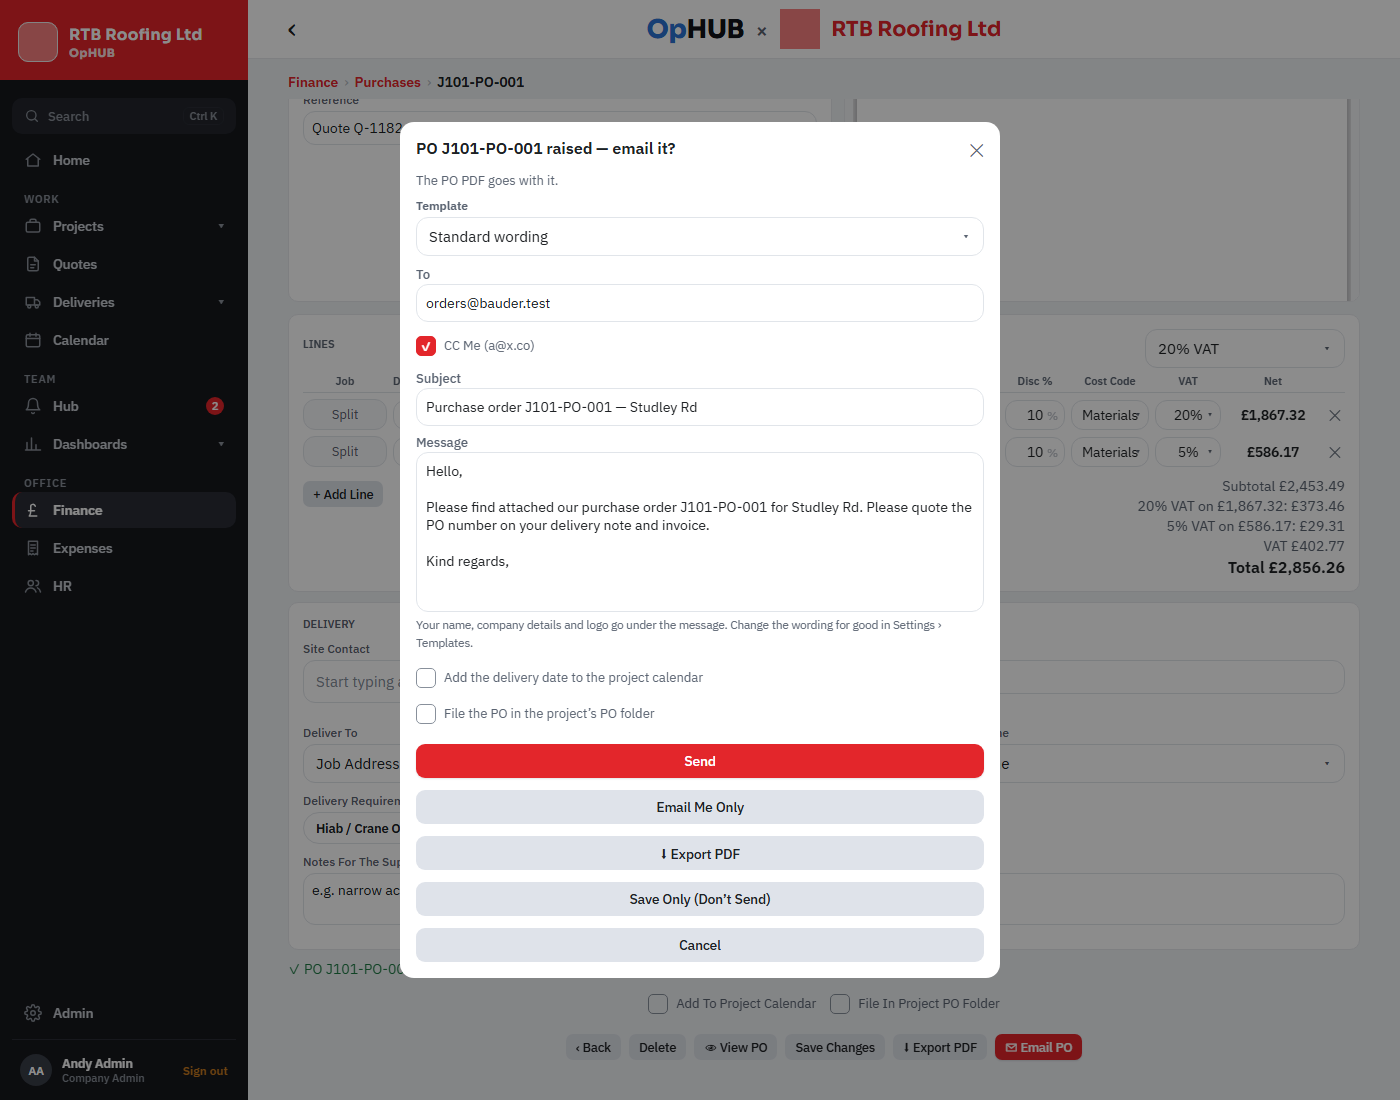 RTB Roofing Ltd
OpHUB
OpHUB × RTB Roofing Ltd
Search Ctrl K
Home
WORK
Projects
Quotes
Deliveries
Calendar
TEAM
Hub 2
Dashboards
OFFICE
Finance
Expenses
HR
Admin
AA Andy Admin
Company Admin
Sign out
Finance › Purchases › J101-PO-001
Reference
Quote Q-1182
PO J101-PO-001 raised — email it?
The PO PDF goes with it.
Template
Standard wording
To
orders@bauder.test
CC Me (a@x.co)
Subject
Purchase order J101-PO-001 — Studley Rd
Message
Hello,
Please find attached our purchase order J101-PO-001 for Studley Rd. Please quote the
PO number on your delivery note and invoice.
Kind regards,
Your name, company details and logo go under the message. Change the wording for good in Settings ›
Templates.
Add the delivery date to the project calendar
File the PO in the project's PO folder
Send
Email Me Only
⬇ Export PDF
Save Only (Don't Send)
Cancel
LINES
20% VAT
Job Disc % Cost Code VAT Net
Split 10 % Materials 20% £1,867.32
Split 10 % Materials 5% £586.17
+ Add Line
Subtotal £2,453.49
20% VAT on £1,867.32: £373.46
5% VAT on £586.17: £29.31
VAT £402.77
Total £2,856.26
DELIVERY
Site Contact
Start typing
Deliver To
Job Address
Delivery
Hiab / Crane
Notes For The
e.g. narrow
✓ PO
Add To Project Calendar File In Project PO Folder
‹ Back Delete View PO Save Changes ⬇ Export PDF Email PO